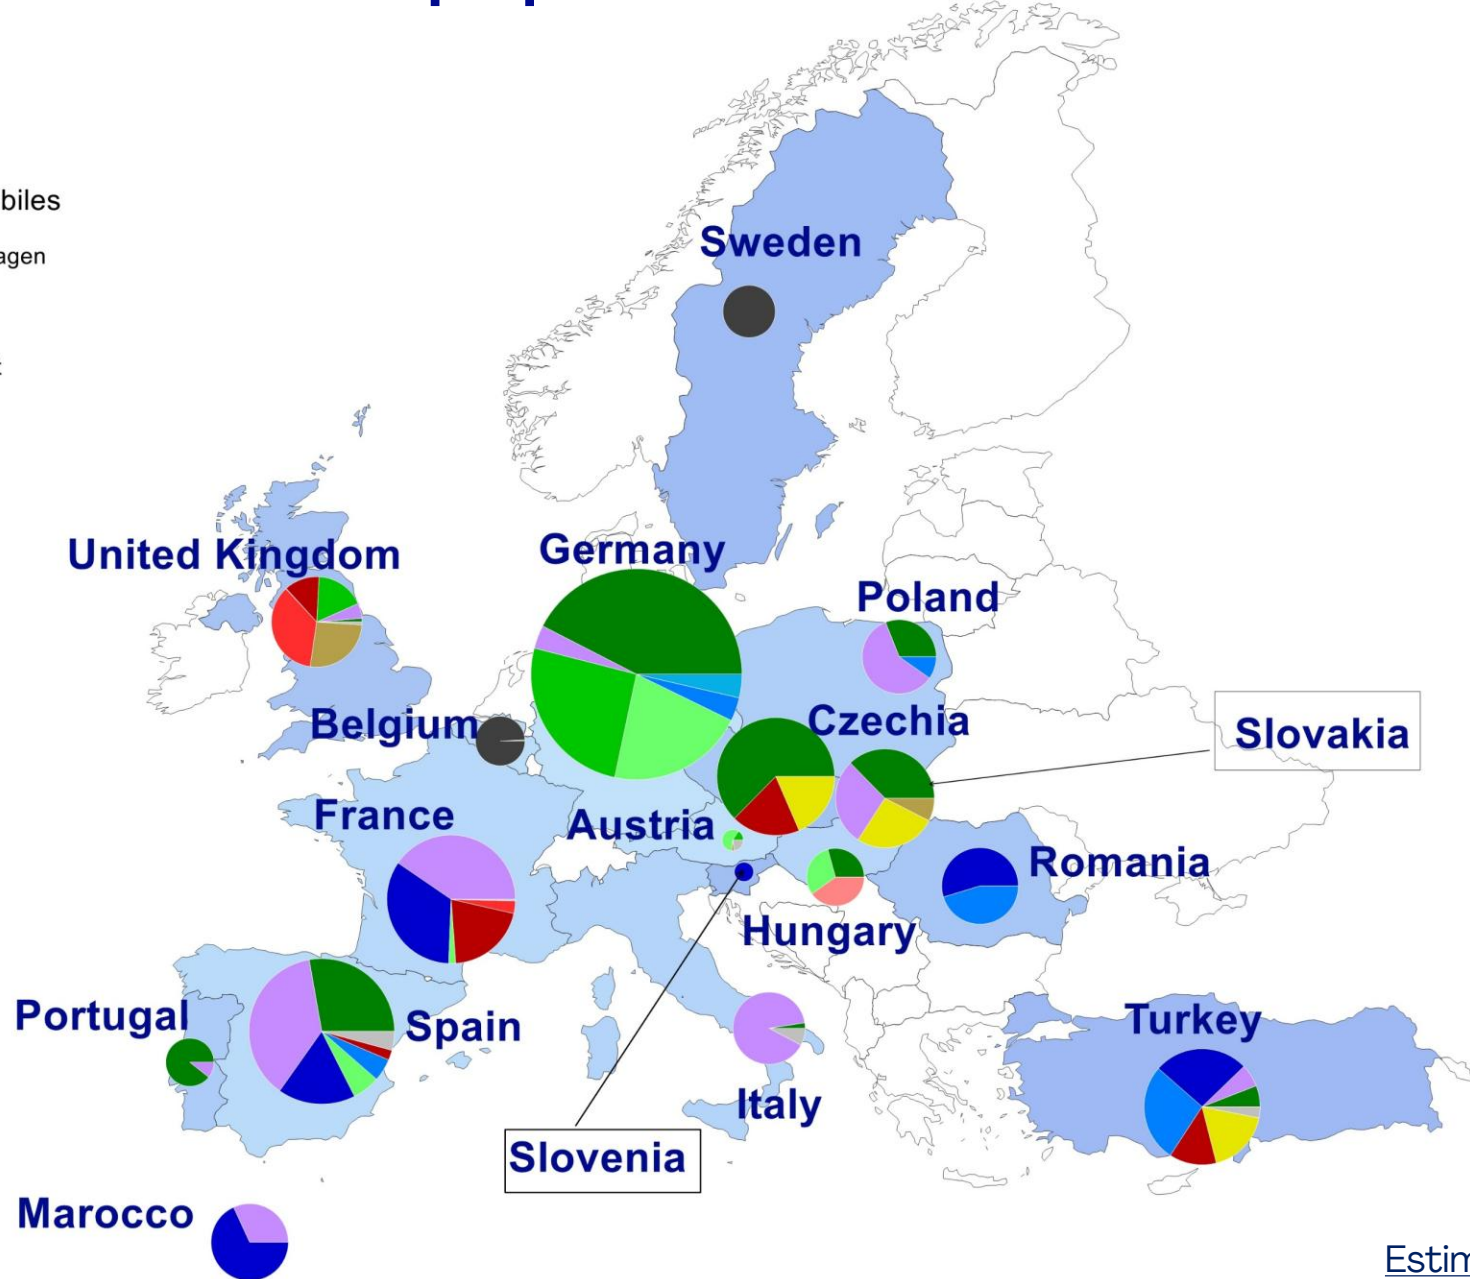 biles
agen
Sweden
United Kingdom
Germany
Poland
Belgium
Czechia
Slovakia
France
Austria
Romania
Hungary
Portugal
Spain
Turkey
Italy
Slovenia
Marocco
Estim